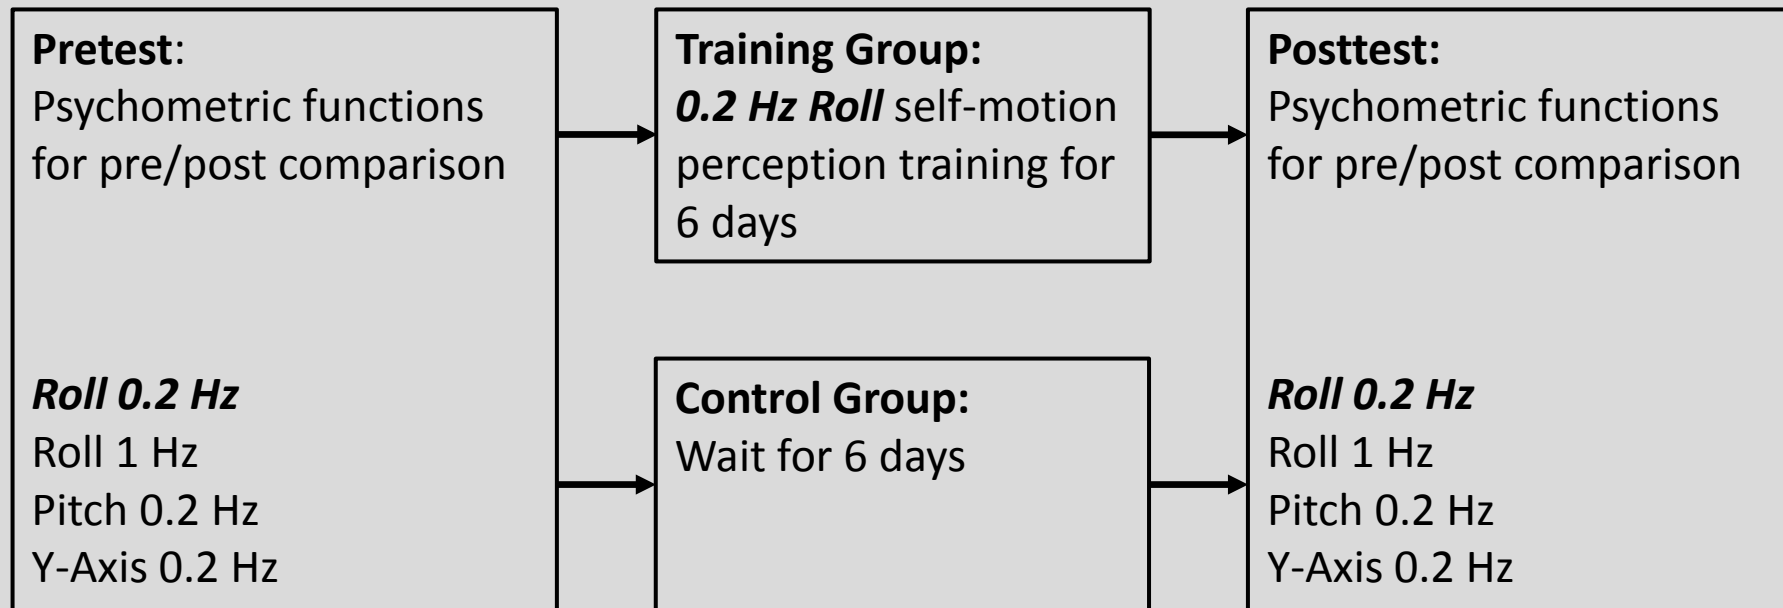 Pretest:
Psychometric functions
for pre/post comparison
Roll 0.2 Hz
Roll 1 Hz
Pitch 0.2 Hz
Y-Axis 0.2 Hz
Training Group:
0.2 Hz Roll self-motion
perception training for
6 days
Control Group:
Wait for 6 days
Posttest:
Psychometric functions
for pre/post comparison
Roll 0.2 Hz
Roll 1 Hz
Pitch 0.2 Hz
Y-Axis 0.2 Hz